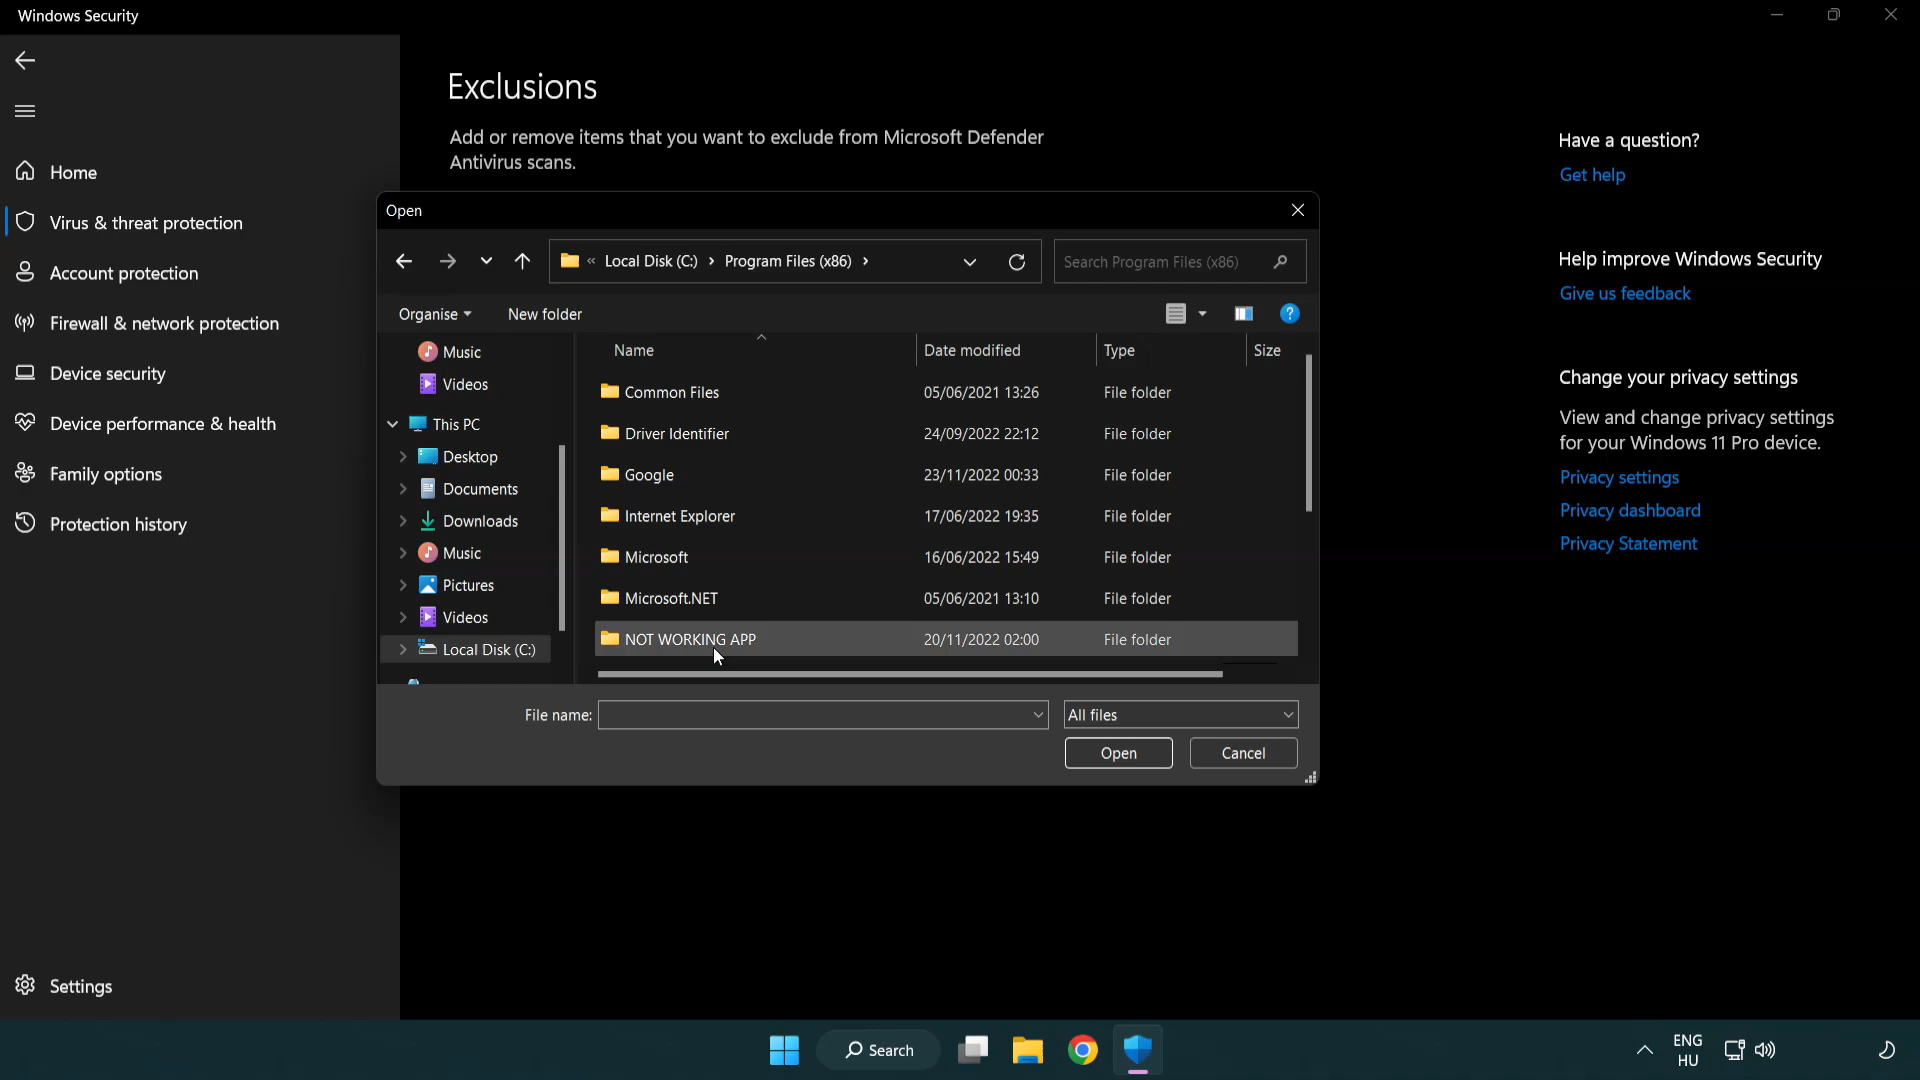 Windows Security
Home
Virus & threat protection
Account protection
Firewall & network protection
Device security
Device performance & health
Family options
Protection history
Settings
Exclusions
Add or remove items that you want to exclude from Microsoft Defender
Antivirus scans.
Open
« Local Disk (C:) › Program Files (x86) ›
Search Program Files (x86)
Organise
New folder
Music
Videos
This PC
Desktop
Documents
Downloads
Music
Pictures
Videos
Local Disk (C:)
Name Date modified Type Size
Common Files 05/06/2021 13:26 File folder
Driver Identifier 24/09/2022 22:12 File folder
Google 23/11/2022 00:33 File folder
Internet Explorer 17/06/2022 19:35 File folder
Microsoft 16/06/2022 15:49 File folder
Microsoft.NET 05/06/2021 13:10 File folder
NOT WORKING APP 20/11/2022 02:00 File folder
File name:
All files
Open
Cancel
Have a question?
Get help
Help improve Windows Security
Give us feedback
Change your privacy settings
View and change privacy settings
for your Windows 11 Pro device.
Privacy settings
Privacy dashboard
Privacy Statement
Search
ENG
HU